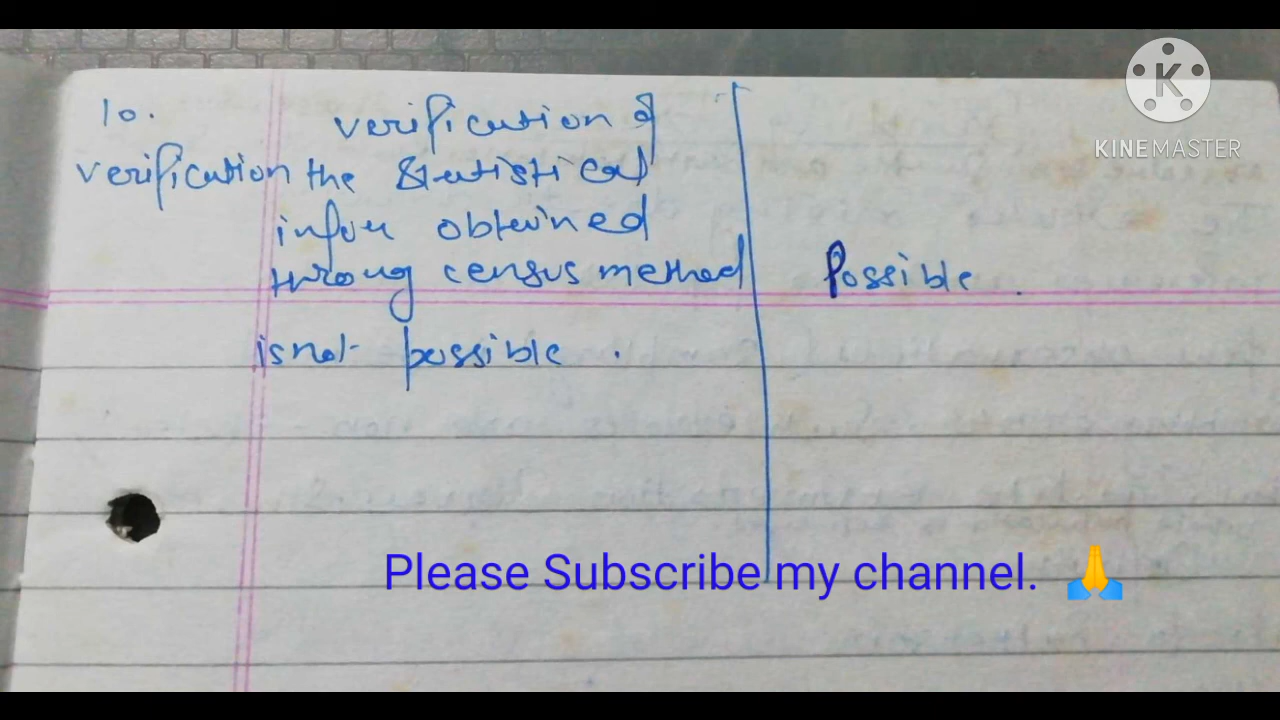 10. verification of
verification the Statistical
infor obtained
throug census method
is not possible .
Possible .
Please Subscribe my channel. 🙏
K
KINEMASTER